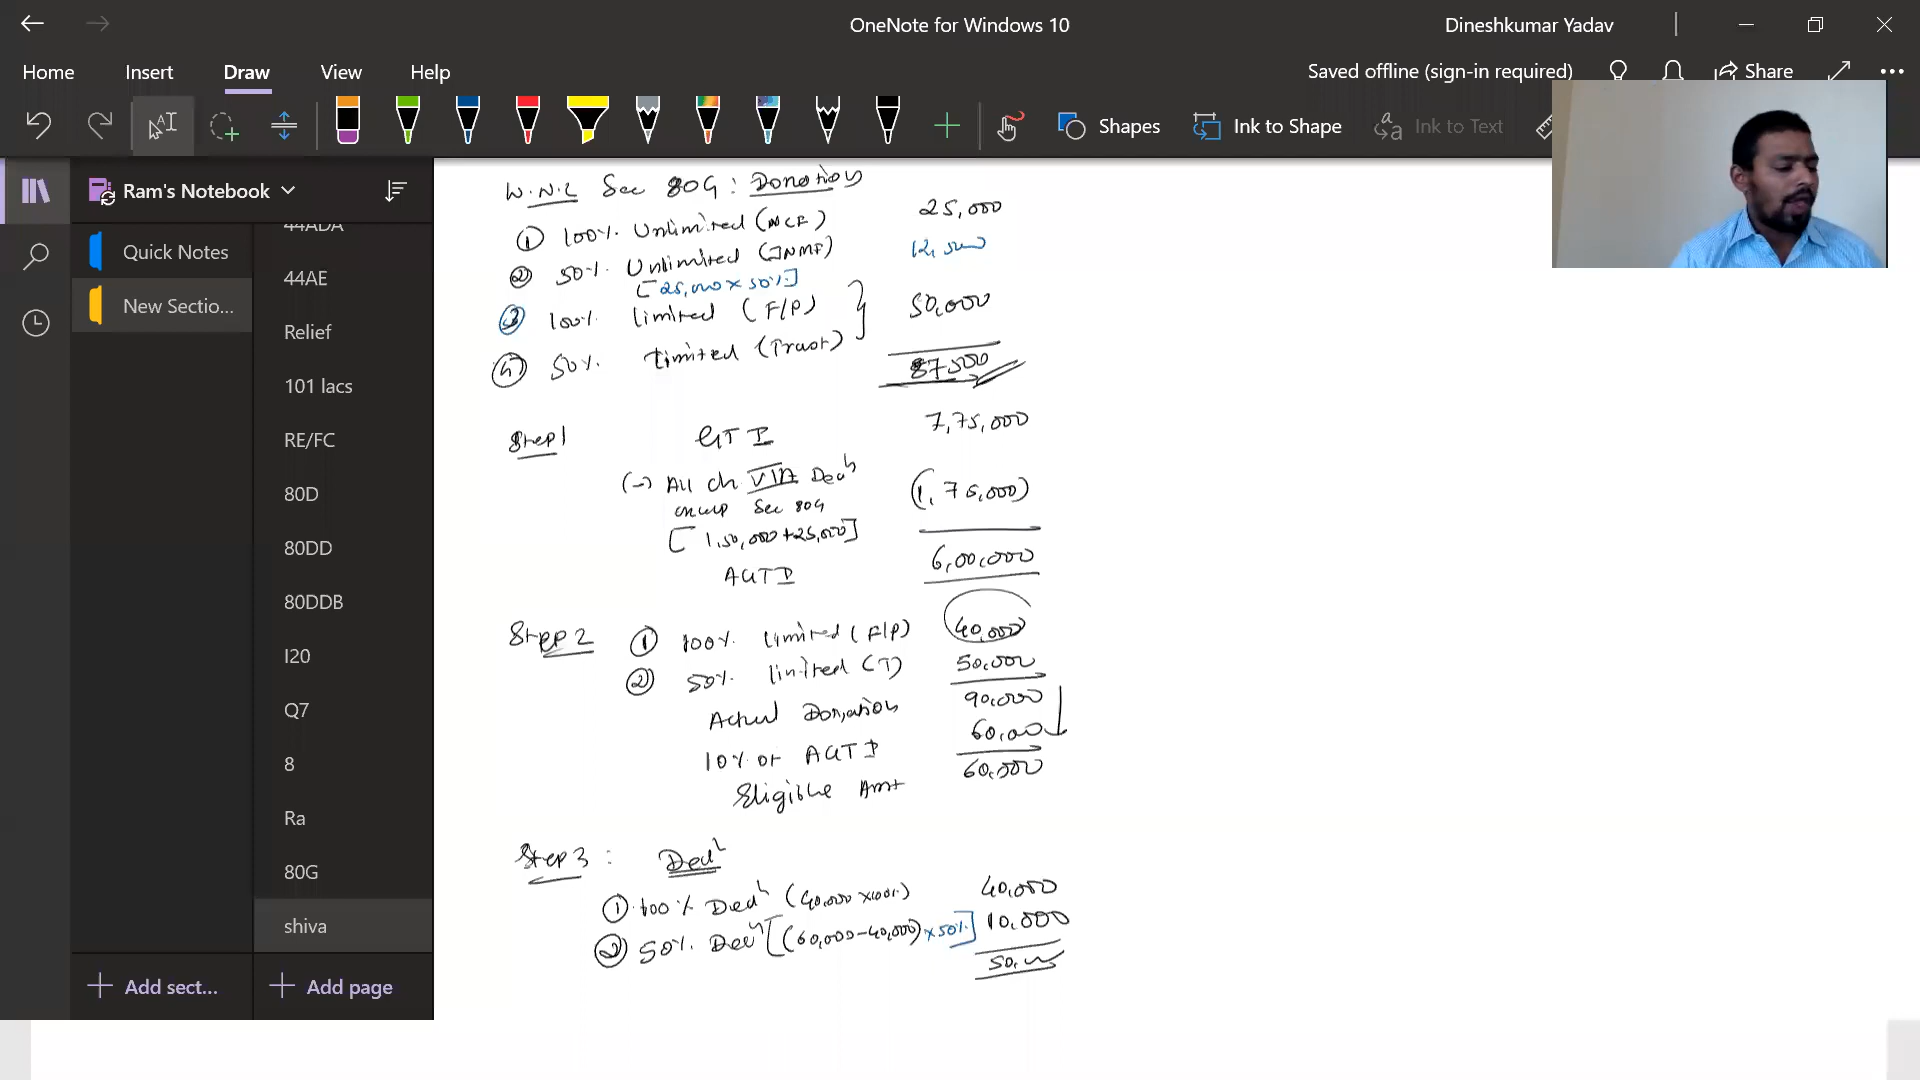 OneNote for Windows 10
Dineshkumar Yadav
Home Insert Draw View Help
Saved offline (sign-in required)
Share
Shapes
Ink to Shape
Ink to Text
Ram's Notebook
Quick Notes
New Sectio...
44ADA
44AE
Relief
101 lacs
RE/FC
80D
80DD
80DDB
I20
Q7
8
Ra
80G
shiva
Add sect...
Add page
W.N.2 Sec 80G : Donation
① 100% Unlimited (NCF) 25,000
② 50% Unlimited (JNMF) 12,500
[25,000 x 50%]
③ 100% limited (F/P) } 50,000
④ 50% limited (Trust)
87,500
Step 1 GTI 7,75,000
(-) All ch VIA Dedn (1,75,000)
Sec 80G
[1,50,000 + 25,000]
AGTI 6,00,000
Step 2 ① 100% limited (F/P) 40,000
② 50% limited (T) 50,000
Actual Donation 90,000
10% of AGTI 60,000
Eligible Amt 60,000
Step 3 : Dedn
① 100% Dedn (40,000 x 100%) 40,000
② 50% Dedn [(60,000-40,000) x 50%] 10,000
50,000